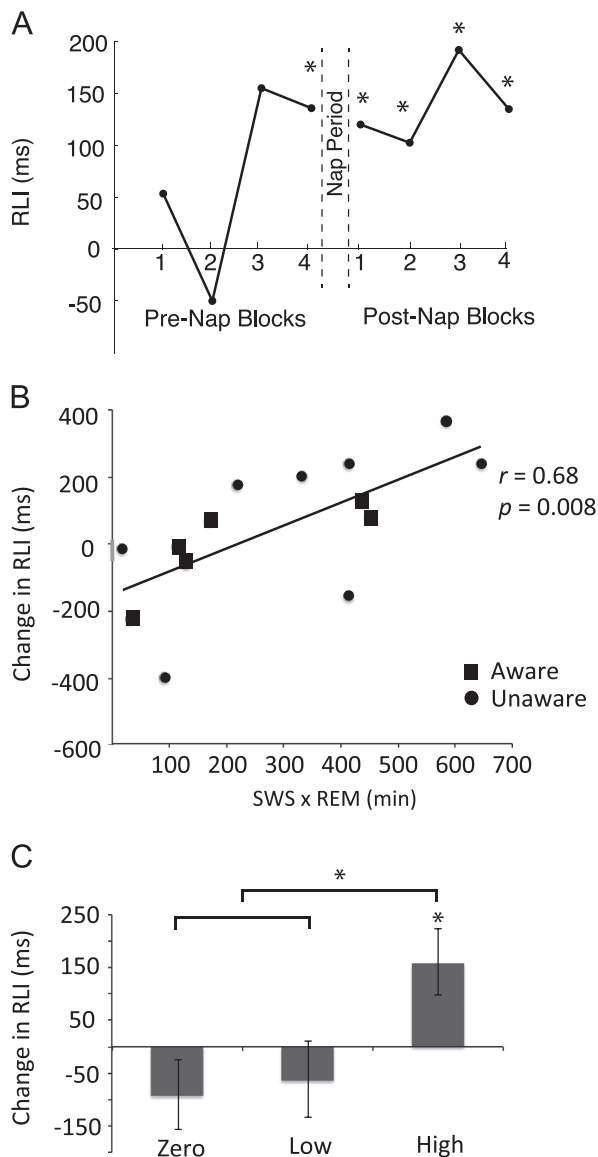 A
RLI (ms)
200
150
100
50
0
-50
1 2 3 4
Nap Period
1 2 3 4
* * * * *
Pre-Nap Blocks
Post-Nap Blocks
B
Change in RLI (ms)
400
200
0
-200
-400
-600
r = 0.68
p = 0.008
Aware
Unaware
100 200 300 400 500 600 700
SWS x REM (min)
C
Change in RLI (ms)
250
150
50
-50
-150
*
*
Zero Low High